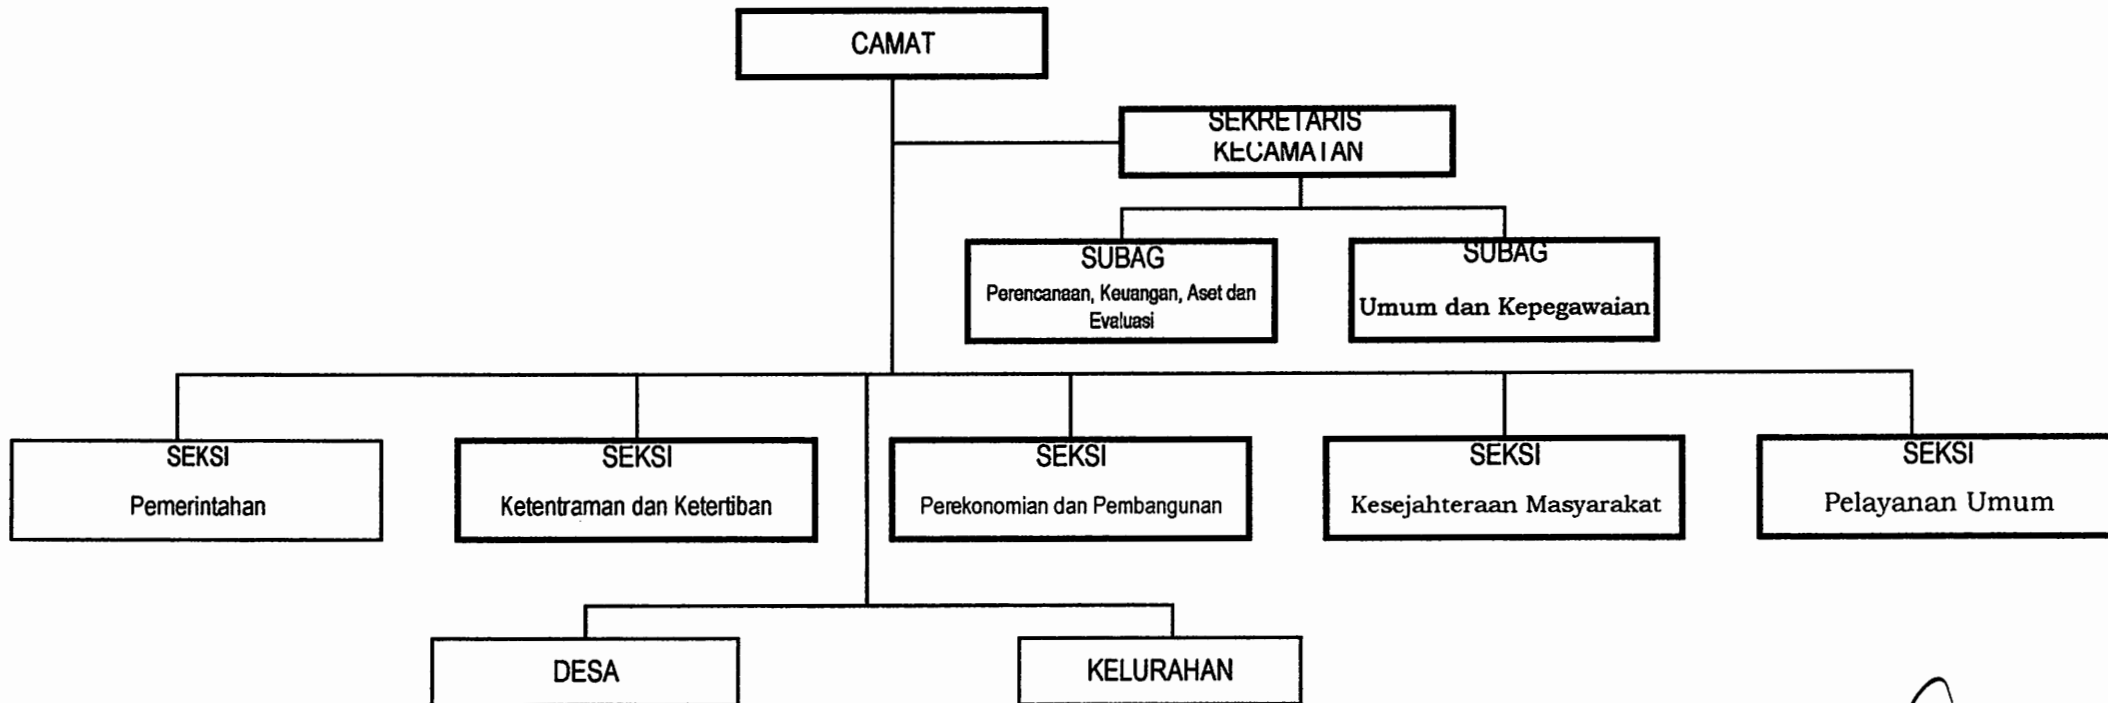 CAMAT
SEKRETARIS
KECAMATAN
SUBAG
Perencanaan, Keuangan, Aset dan
Evaluasi
SUBAG
Umum dan Kepegawaian
SEKSI
Pemerintahan
SEKSI
Ketentraman dan Ketertiban
SEKSI
Perekonomian dan Pembangunan
SEKSI
Kesejahteraan Masyarakat
SEKSI
Pelayanan Umum
DESA
KELURAHAN